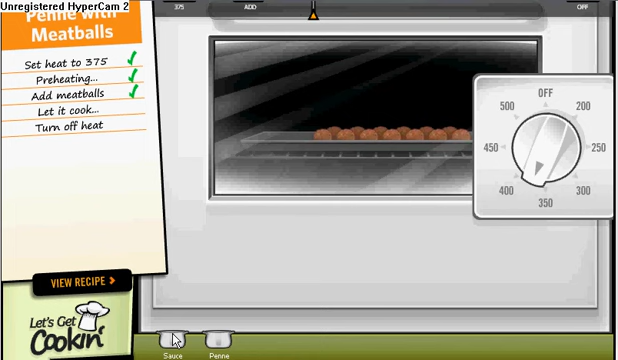 Unregistered HyperCam 2
Penne with
Meatballs
Set heat to 375
Preheating...
Add meatballs
Let it cook...
Turn off heat
375
ADD
OFF
OFF
500
200
450
250
400
300
350
VIEW RECIPE
Let's Get
Cookin'
Sauce
Penne